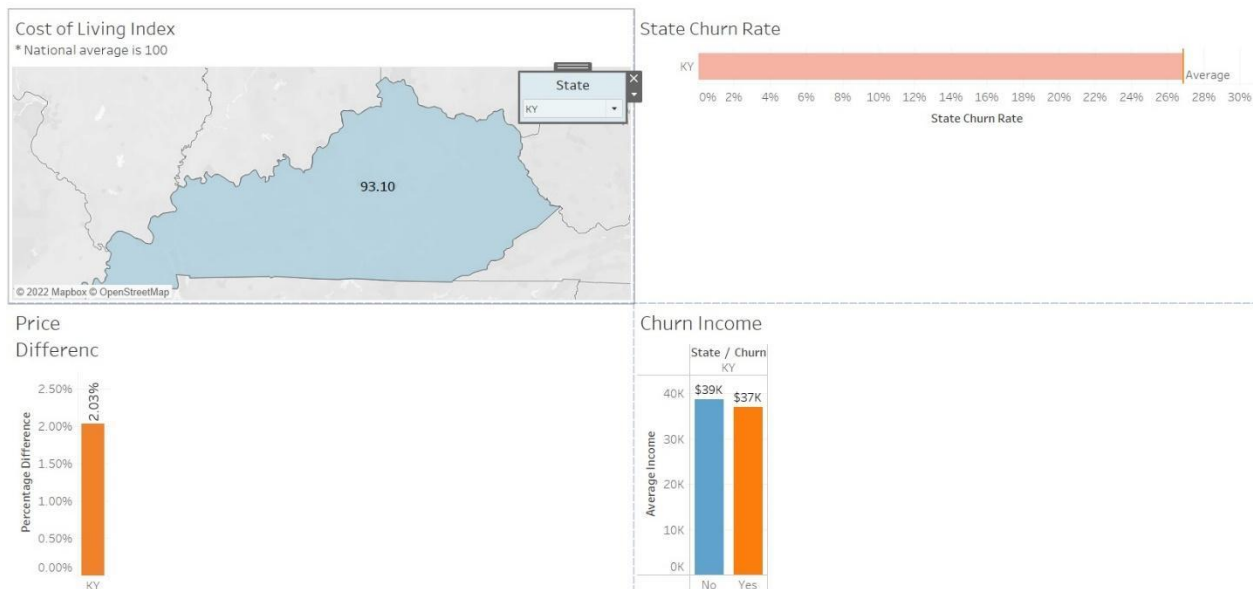 Cost of Living Index
* National average is 100
State
KY
93.10
© 2022 Mapbox © OpenStreetMap
State Churn Rate
KY
Average
0% 2% 4% 6% 8% 10% 12% 14% 16% 18% 20% 22% 24% 26% 28% 30%
State Churn Rate
Price
Differenc
2.50%
2.00%
1.50%
1.00%
0.50%
0.00%
Percentage Difference
2.03%
KY
Churn Income
State / Churn
KY
40K
30K
20K
10K
0K
Average Income
$39K $37K
No Yes